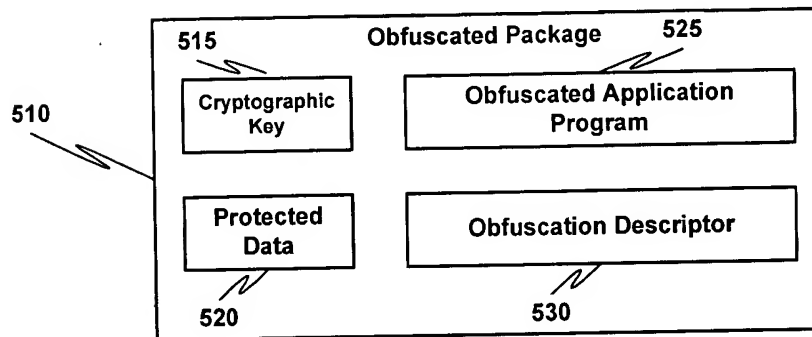 515
Obfuscated Package
525
Cryptographic
Key
Obfuscated Application
Program
510
Protected
Data
Obfuscation Descriptor
520
530